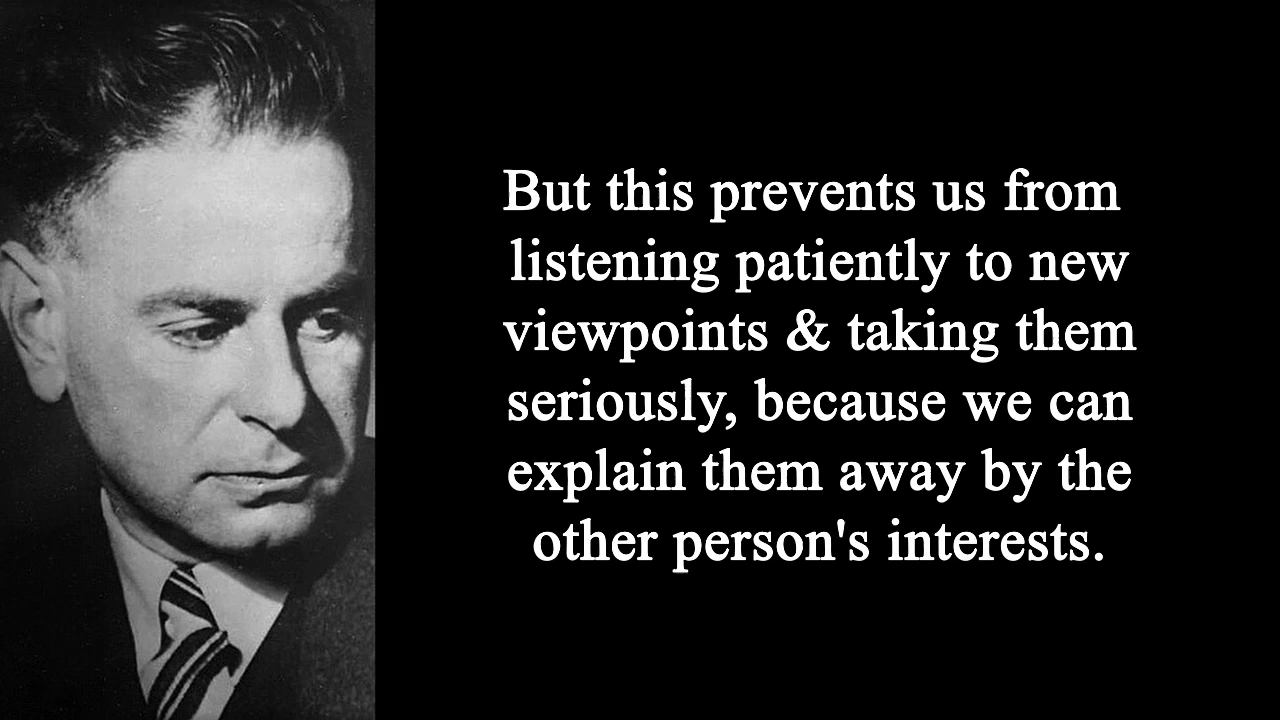 But this prevents us from
listening patiently to new
viewpoints & taking them
seriously, because we can
explain them away by the
other person's interests.